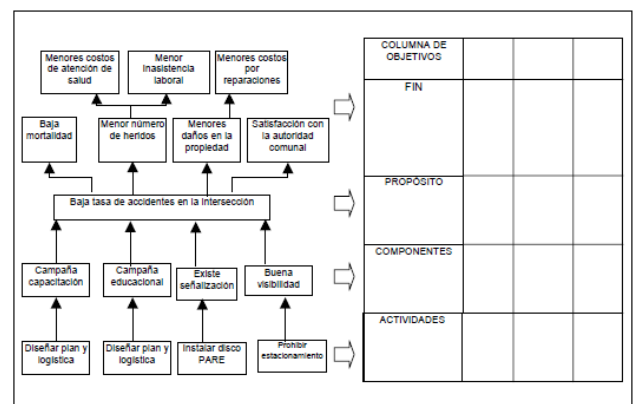 Menores costos
de atención de
salud
Menor
inasistencia
laboral
Menores costos
por
reparaciones
Baja
mortalidad
Menor número
de heridos
Menores
daños en la
propiedad
Satisfacción con
la autoridad
comunal
Baja tasa de accidentes en la intersección
Campaña
capacitación
Campaña
educacional
Existe
señalización
Buena
visibilidad
Diseñar plan y
logística
Diseñar plan y
logística
Instalar disco
PARE
Prohibir
estacionamiento
COLUMNA DE
OBJETIVOS
FIN
PROPÓSITO
COMPONENTES
ACTIVIDADES